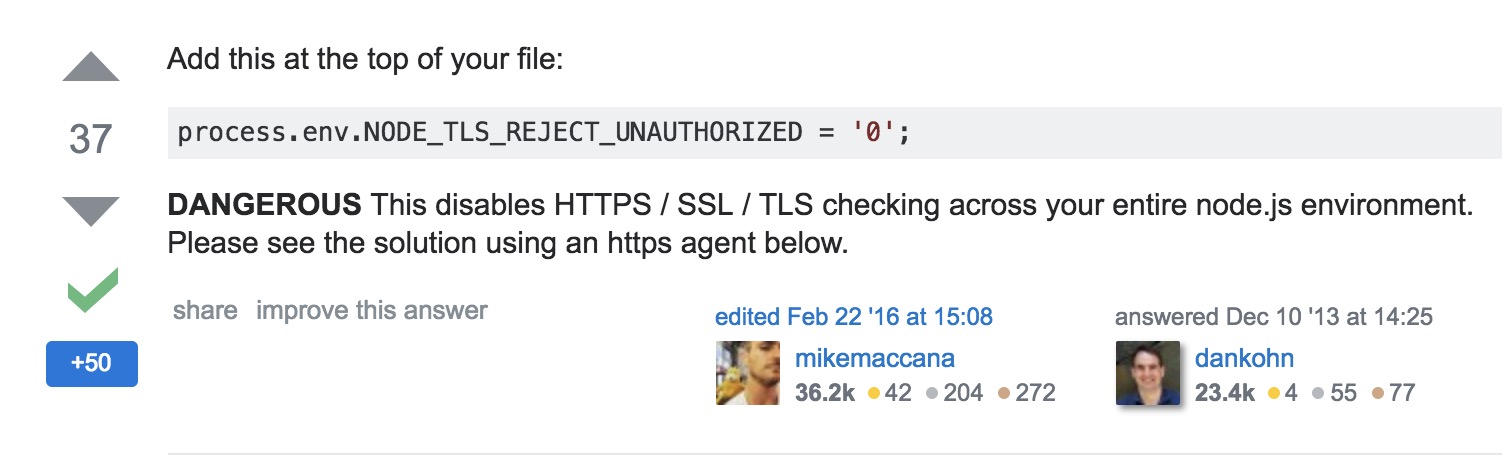 Add this at the top of your file:
37
process.env.NODE_TLS_REJECT_UNAUTHORIZED = '0';
DANGEROUS This disables HTTPS / SSL / TLS checking across your entire node.js environment.
Please see the solution using an https agent below.
+50
share improve this answer
edited Feb 22 '16 at 15:08
mikemaccana
36.2k 42 204 272
answered Dec 10 '13 at 14:25
dankohn
23.4k 4 55 77